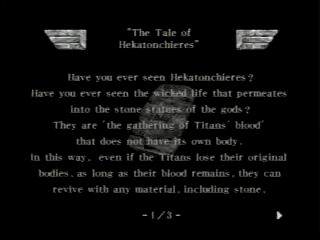 "The Tale of
Hekatonchieres"
Have you ever seen Hekatonchieres?
Have you ever seen the wicked life that permeates
into the stone statues of the gods?
They are 'the gathering of Titans' blood'
that does not have its own body.
In this way, even if the Titans lose their original
bodies, as long as their blood remains, they can
revive with any material, including stone.
- 1/3 -